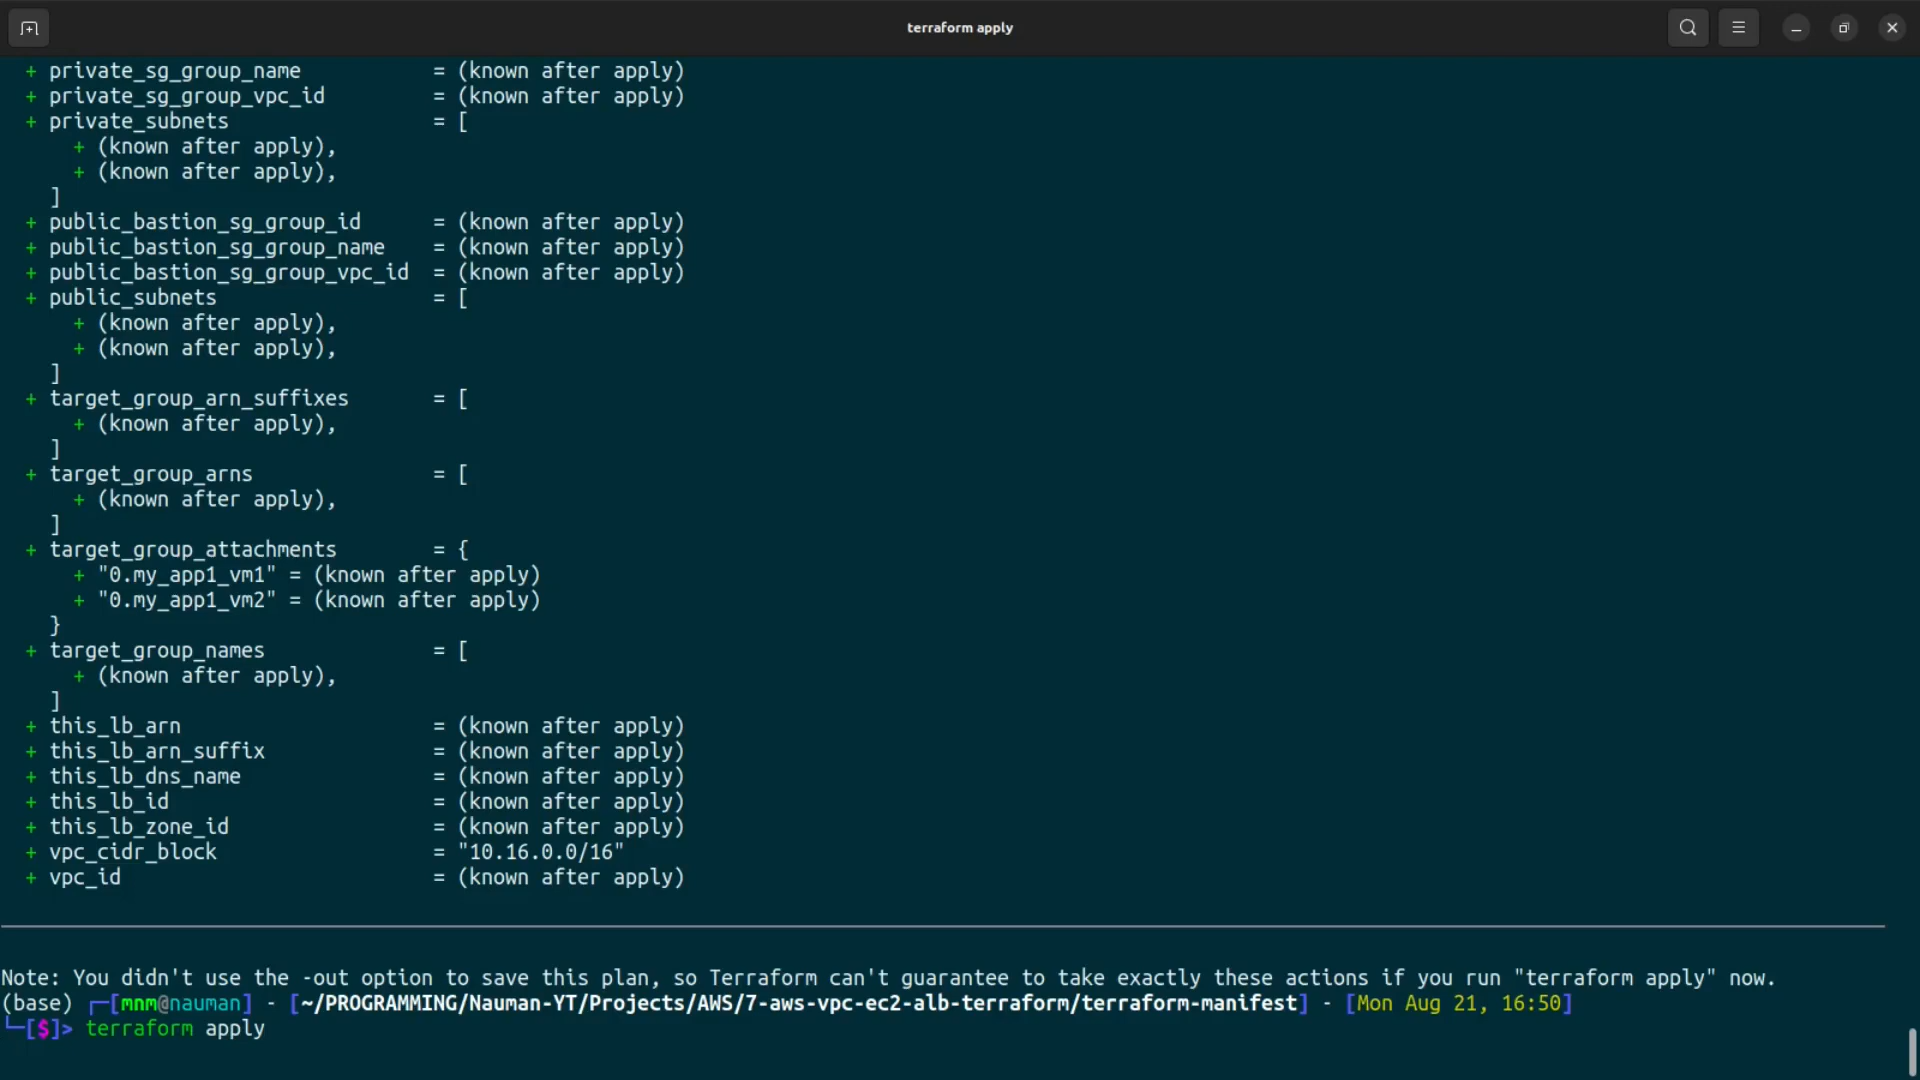 terraform apply
+ private_sg_group_name = (known after apply)
+ private_sg_group_vpc_id = (known after apply)
+ private_subnets = [
+ (known after apply),
+ (known after apply),
]
+ public_bastion_sg_group_id = (known after apply)
+ public_bastion_sg_group_name = (known after apply)
+ public_bastion_sg_group_vpc_id = (known after apply)
+ public_subnets = [
+ (known after apply),
+ (known after apply),
]
+ target_group_arn_suffixes = [
+ (known after apply),
]
+ target_group_arns = [
+ (known after apply),
]
+ target_group_attachments = {
+ "0.my_app1_vm1" = (known after apply)
+ "0.my_app1_vm2" = (known after apply)
}
+ target_group_names = [
+ (known after apply),
]
+ this_lb_arn = (known after apply)
+ this_lb_arn_suffix = (known after apply)
+ this_lb_dns_name = (known after apply)
+ this_lb_id = (known after apply)
+ this_lb_zone_id = (known after apply)
+ vpc_cidr_block = "10.16.0.0/16"
+ vpc_id = (known after apply)
Note: You didn't use the -out option to save this plan, so Terraform can't guarantee to take exactly these actions if you run "terraform apply" now.
(base) ┌─[mnm@nauman] - [~/PROGRAMMING/Nauman-YT/Projects/AWS/7-aws-vpc-ec2-alb-terraform/terraform-manifest] - [Mon Aug 21, 16:50]
└─[$]> terraform apply